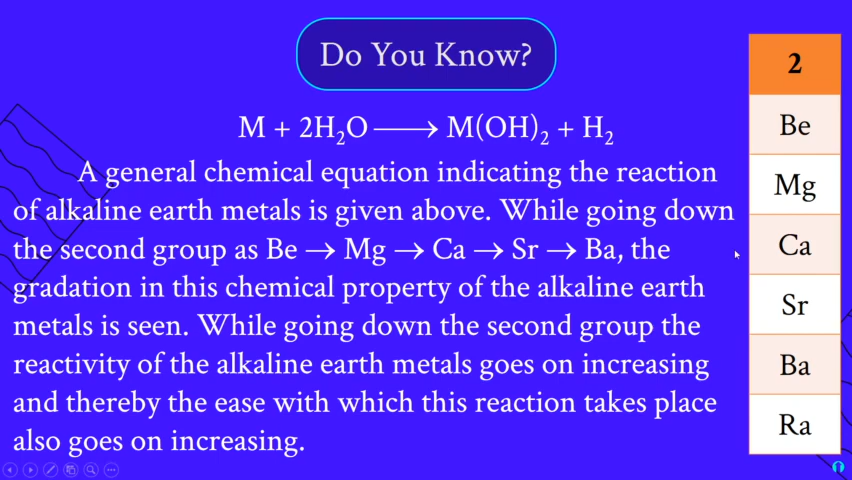 Do You Know?
M + 2H₂O ⟶ M(OH)₂ + H₂
A general chemical equation indicating the reaction
of alkaline earth metals is given above. While going down
the second group as Be → Mg → Ca → Sr → Ba, the
gradation in this chemical property of the alkaline earth
metals is seen. While going down the second group the
reactivity of the alkaline earth metals goes on increasing
and thereby the ease with which this reaction takes place
also goes on increasing.
2
Be
Mg
Ca
Sr
Ba
Ra